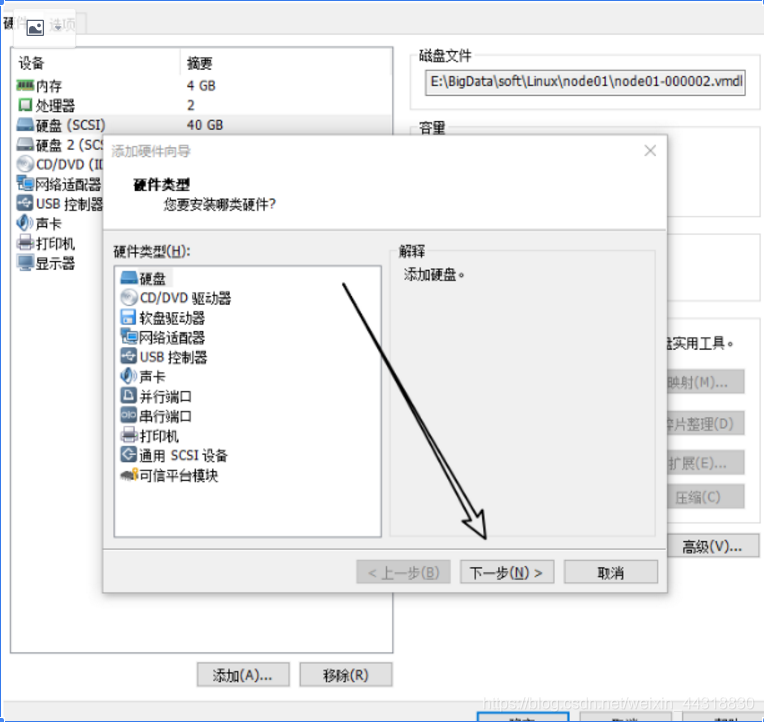 硬件 选项
设备 摘要
内存 4 GB
处理器 2
硬盘 (SCSI) 40 GB
硬盘 2 (SCS
CD/DVD (ID
网络适配器
USB 控制器
声卡
打印机
显示器
添加(A)... 移除(R)
磁盘文件
E:\BigData\soft\Linux\node01\node01-000002.vmdl
容量
盘实用工具。
映射(M)...
碎片整理(D)
扩展(E)...
压缩(C)
高级(V)...
添加硬件向导
硬件类型
您要安装哪类硬件?
硬件类型(H):
硬盘
CD/DVD 驱动器
软盘驱动器
网络适配器
USB 控制器
声卡
并行端口
串行端口
打印机
通用 SCSI 设备
可信平台模块
解释
添加硬盘。
< 上一步(B) 下一步(N) > 取消
https://blog.csdn.net/weixin_44318830